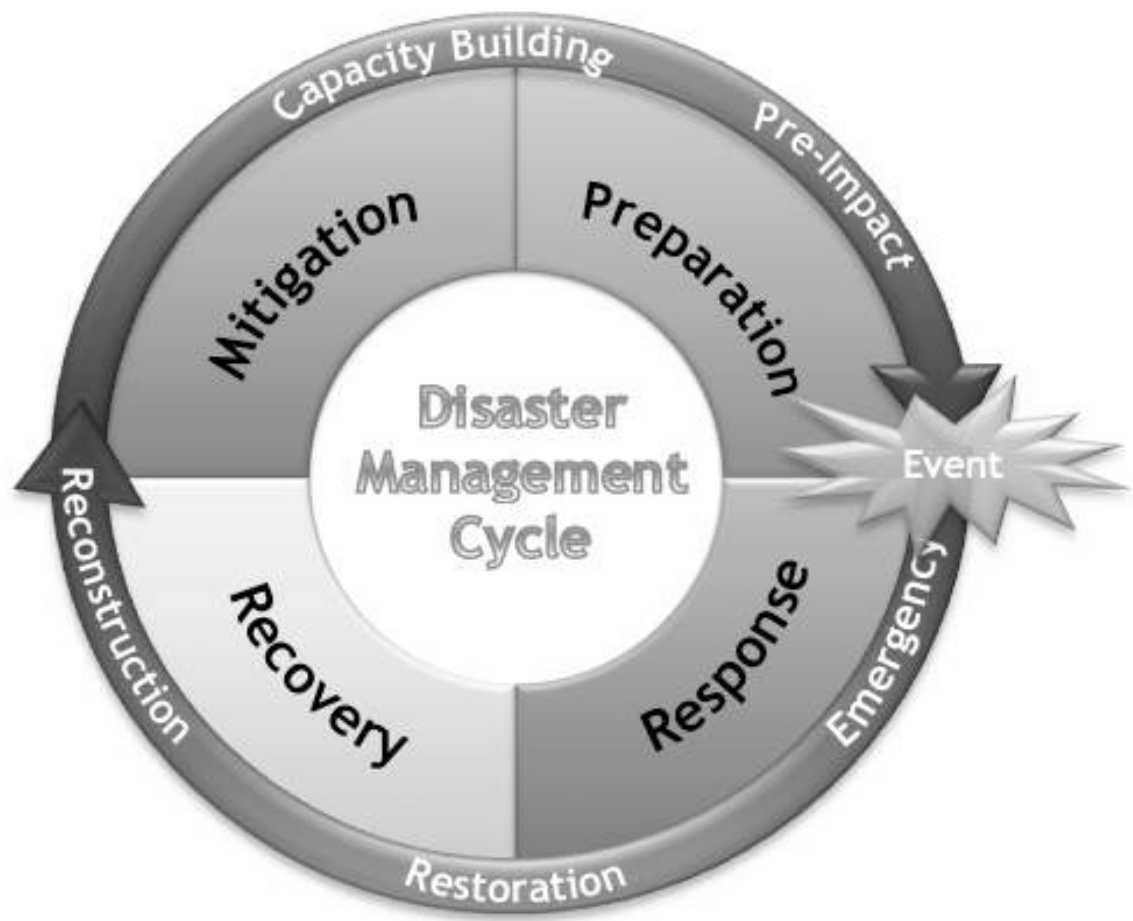 Capacity Building
Pre-Impact
Mitigation
Preparation
Disaster
Management
Cycle
Event
Reconstruction
Recovery
Response
Emergency
Restoration